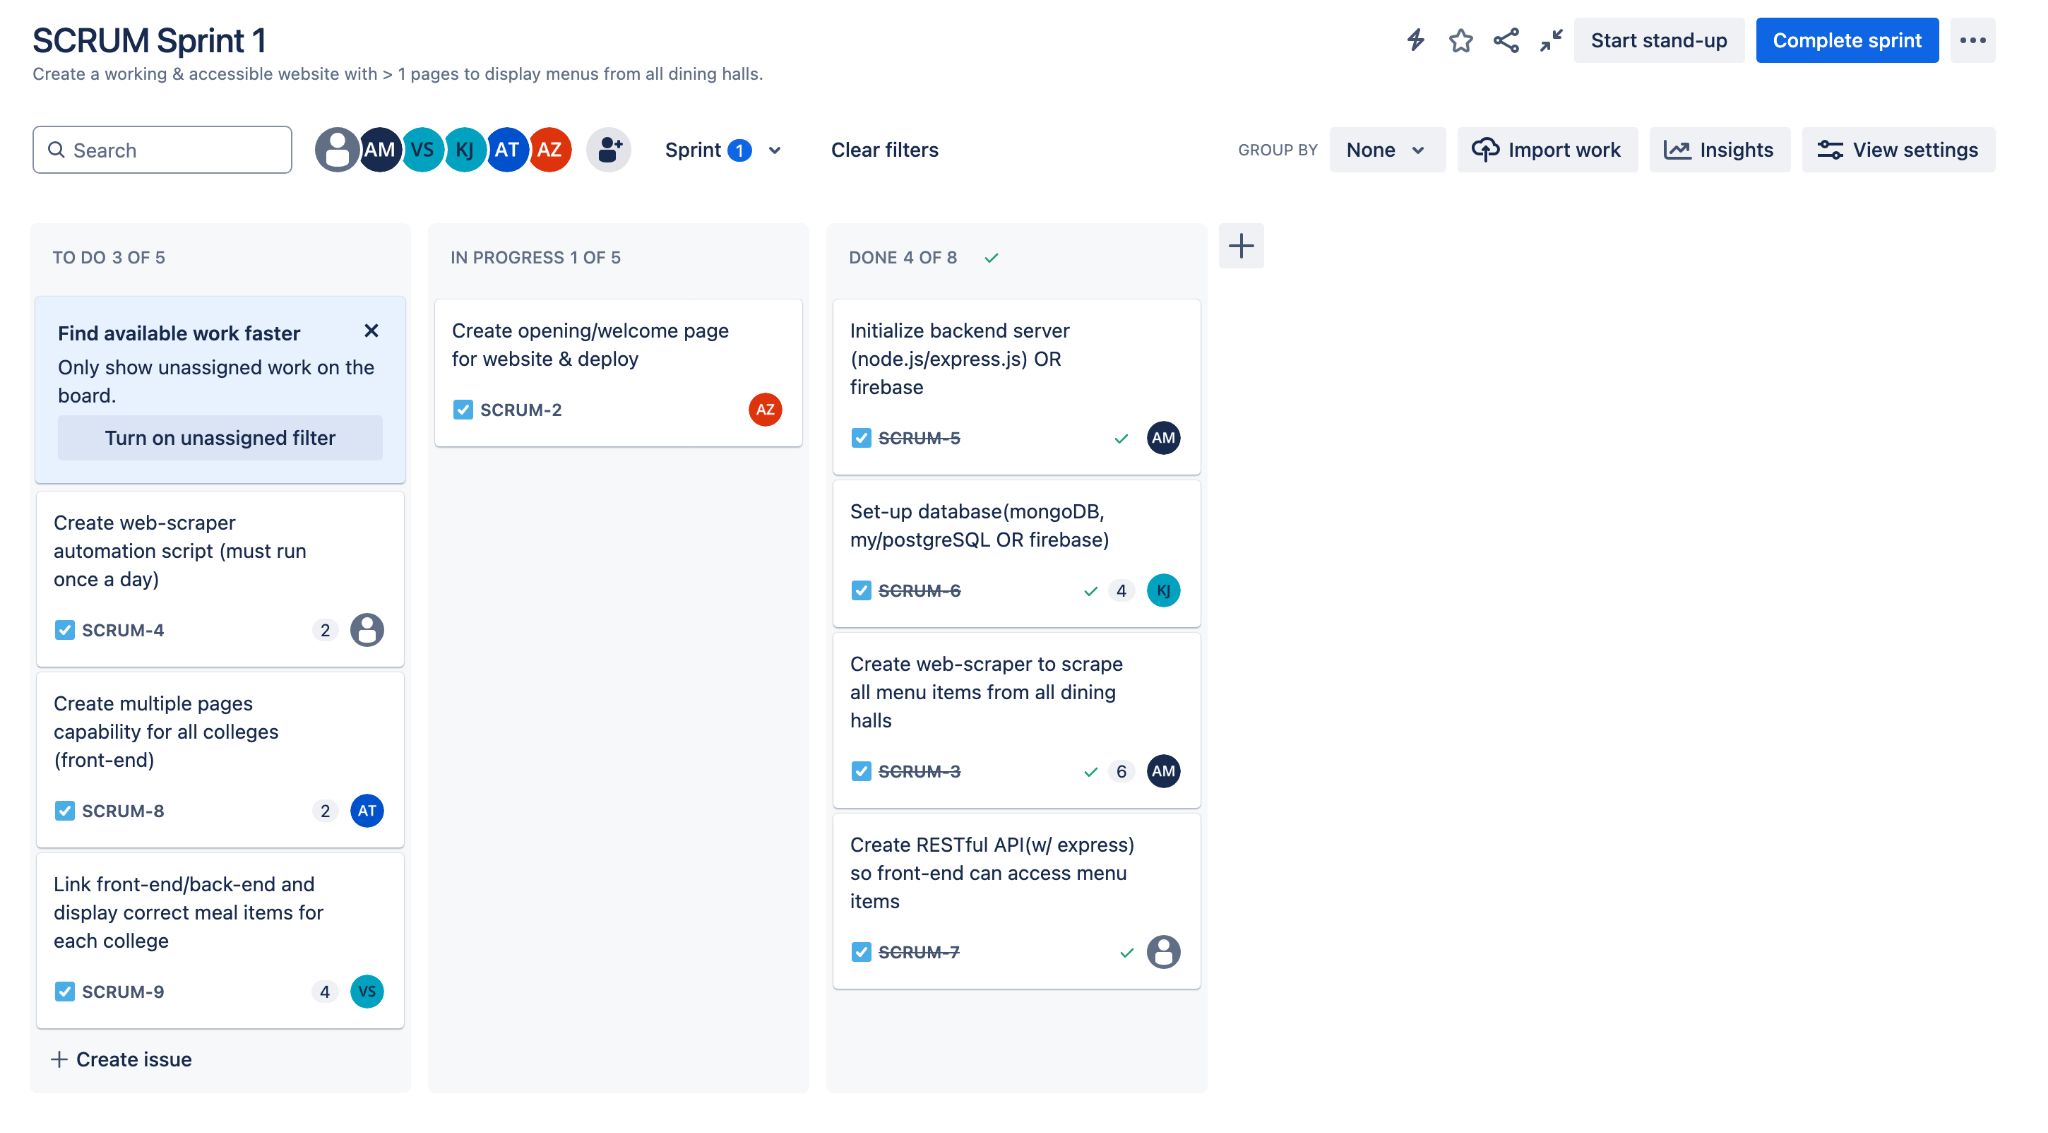 SCRUM Sprint 1
Create a working & accessible website with > 1 pages to display menus from all dining halls.
Start stand-up
Complete sprint
Search
AM VS KJ AT AZ
Sprint 1
Clear filters
GROUP BY
None
Import work
Insights
View settings
TO DO 3 OF 5
Find available work faster
Only show unassigned work on the
board.
Turn on unassigned filter
Create web-scraper
automation script (must run
once a day)
SCRUM-4 2
Create multiple pages
capability for all colleges
(front-end)
SCRUM-8 2 AT
Link front-end/back-end and
display correct meal items for
each college
SCRUM-9 4 VS
+ Create issue
IN PROGRESS 1 OF 5
Create opening/welcome page
for website & deploy
SCRUM-2 AZ
DONE 4 OF 8
Initialize backend server
(node.js/express.js) OR
firebase
SCRUM-5 AM
Set-up database(mongoDB,
my/postgreSQL OR firebase)
SCRUM-6 4 KJ
Create web-scraper to scrape
all menu items from all dining
halls
SCRUM-3 6 AM
Create RESTful API(w/ express)
so front-end can access menu
items
SCRUM-7